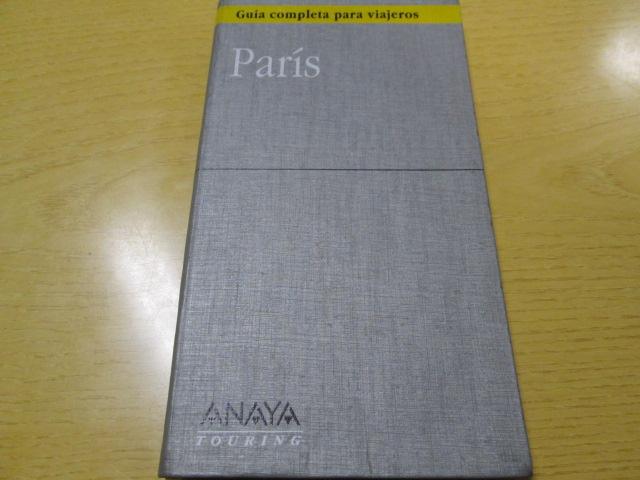 Guía completa para viajeros
París
ANAYA
TOURING